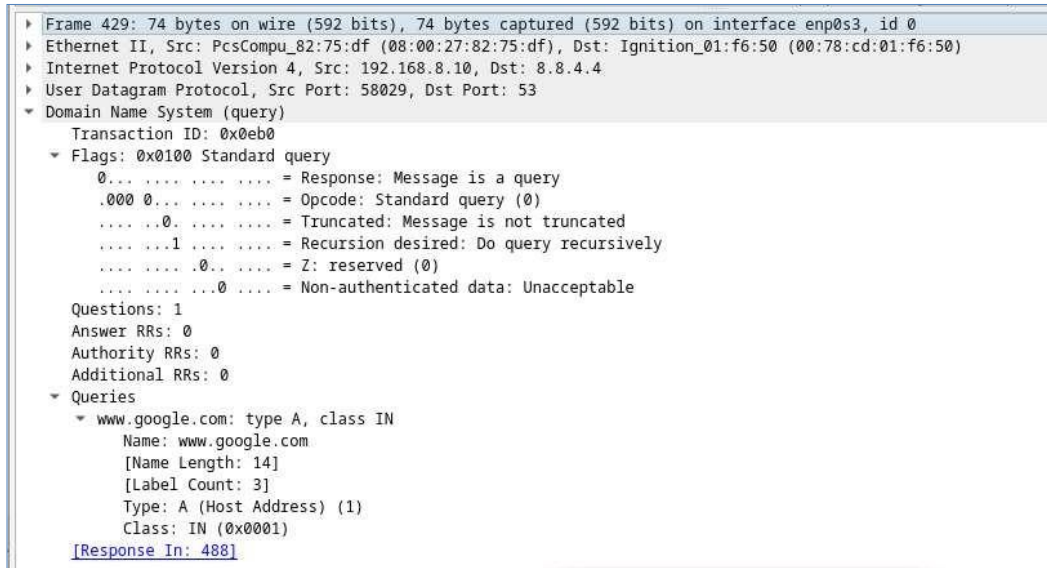 Frame 429: 74 bytes on wire (592 bits), 74 bytes captured (592 bits) on interface enp0s3, id 0
Ethernet II, Src: PcsCompu_82:75:df (08:00:27:82:75:df), Dst: Ignition_01:f6:50 (00:78:cd:01:f6:50)
Internet Protocol Version 4, Src: 192.168.8.10, Dst: 8.8.4.4
User Datagram Protocol, Src Port: 58029, Dst Port: 53
Domain Name System (query)
Transaction ID: 0x0eb0
Flags: 0x0100 Standard query
0... .... .... .... = Response: Message is a query
.000 0... .... .... = Opcode: Standard query (0)
.... ..0. .... .... = Truncated: Message is not truncated
.... ...1 .... .... = Recursion desired: Do query recursively
.... .... .0.. .... = Z: reserved (0)
.... .... ...0 .... = Non-authenticated data: Unacceptable
Questions: 1
Answer RRs: 0
Authority RRs: 0
Additional RRs: 0
Queries
www.google.com: type A, class IN
Name: www.google.com
[Name Length: 14]
[Label Count: 3]
Type: A (Host Address) (1)
Class: IN (0x0001)
[Response In: 488]